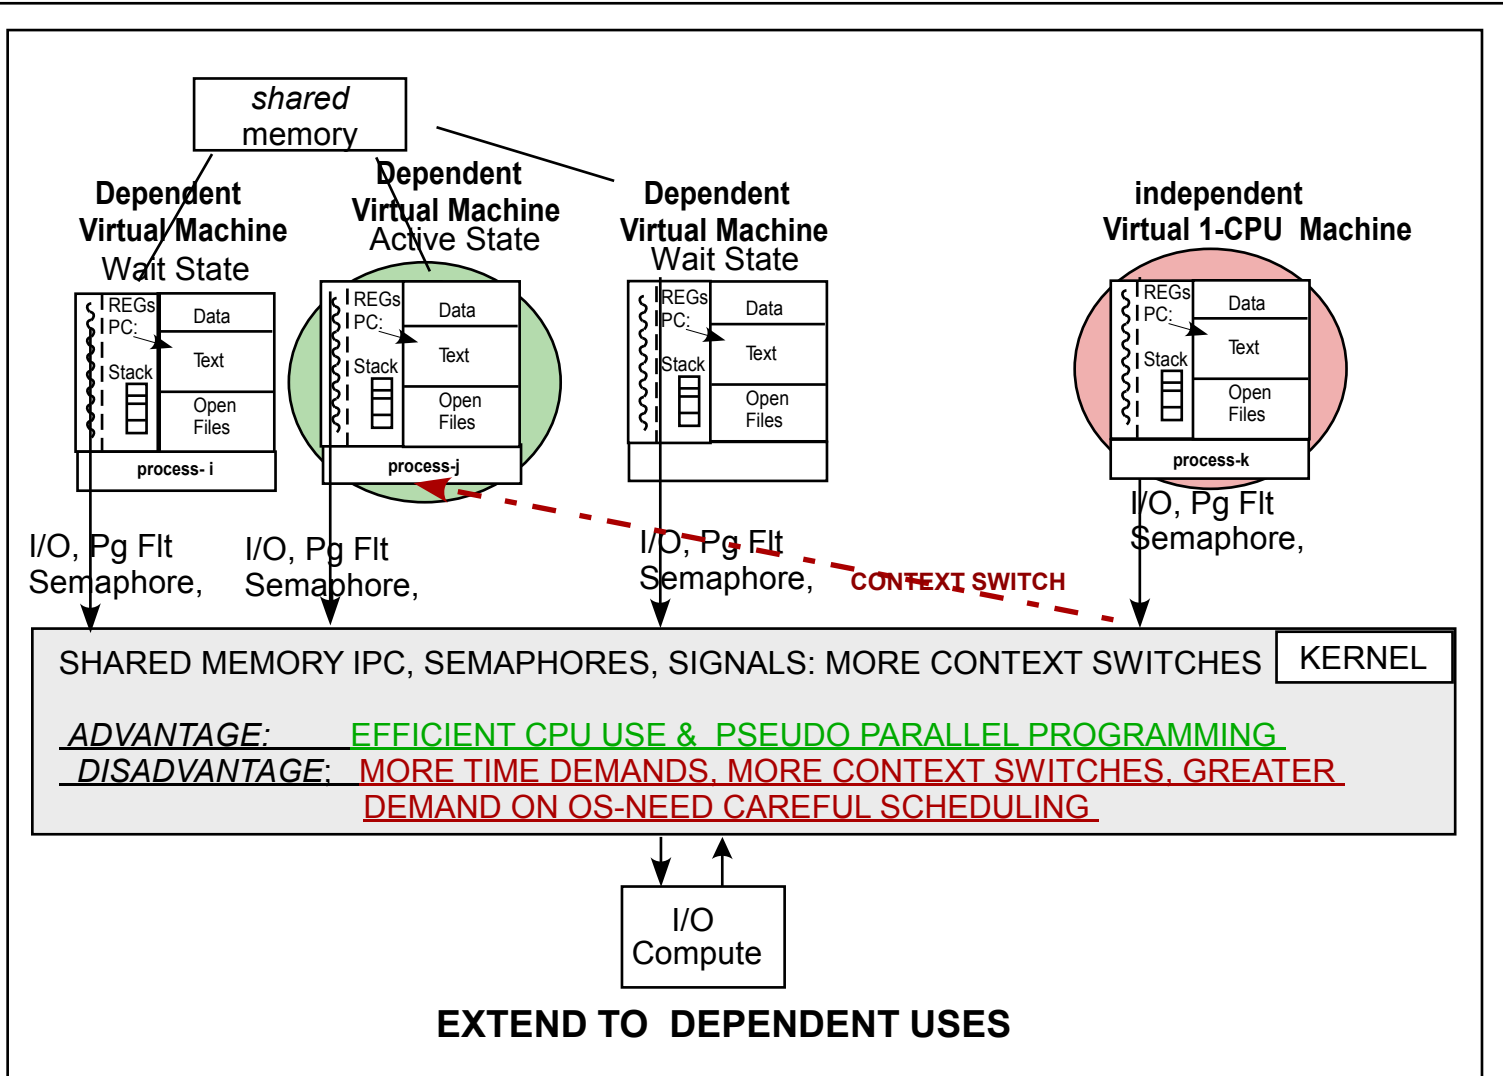 shared
memory
Dependent
Virtual Machine
Wait State
REGs
PC:
Stack
Data
Text
Open
Files
process- i
I/O, Pg Flt
Semaphore,
Dependent
Virtual Machine
Active State
REGs
PC:
Stack
Data
Text
Open
Files
process-j
I/O, Pg Flt
Semaphore,
Dependent
Virtual Machine
Wait State
REGs
PC:
Stack
Data
Text
Open
Files
I/O, Pg Flt
Semaphore,
CONTEXT SWITCH
independent
Virtual 1-CPU Machine
REGs
PC:
Stack
Data
Text
Open
Files
process-k
I/O, Pg Flt
Semaphore,
SHARED MEMORY IPC, SEMAPHORES, SIGNALS: MORE CONTEXT SWITCHES
KERNEL
ADVANTAGE: EFFICIENT CPU USE & PSEUDO PARALLEL PROGRAMMING
DISADVANTAGE; MORE TIME DEMANDS, MORE CONTEXT SWITCHES, GREATER
DEMAND ON OS-NEED CAREFUL SCHEDULING
I/O
Compute
EXTEND TO DEPENDENT USES